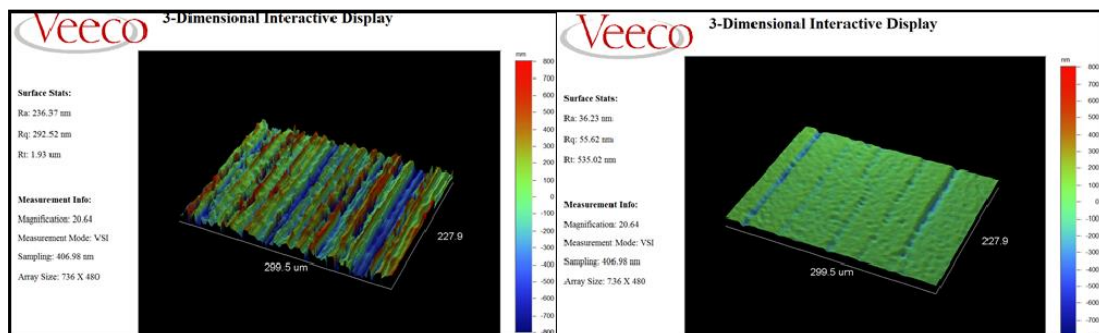 Veeco
3-Dimensional Interactive Display
Surface Stats:
Ra: 236.37 nm
Rq: 292.52 nm
Rt: 1.93 um
Measurement Info:
Magnification: 20.64
Measurement Mode: VSI
Sampling: 406.98 nm
Array Size: 736 X 480
299.5 um
227.9
nm
800
700
600
500
400
300
200
100
0
-100
-200
-300
-400
-500
-600
-700
-800
Veeco
3-Dimensional Interactive Display
Surface Stats:
Ra: 36.23 nm
Rq: 55.62 nm
Rt: 535.02 nm
Measurement Info:
Magnification: 20.64
Measurement Mode: VSI
Sampling: 406.98 nm
Array Size: 736 X 480
299.5 um
227.9
nm
800
700
600
500
400
300
200
100
0
-100
-200
-300
-400
-500
-600
-700